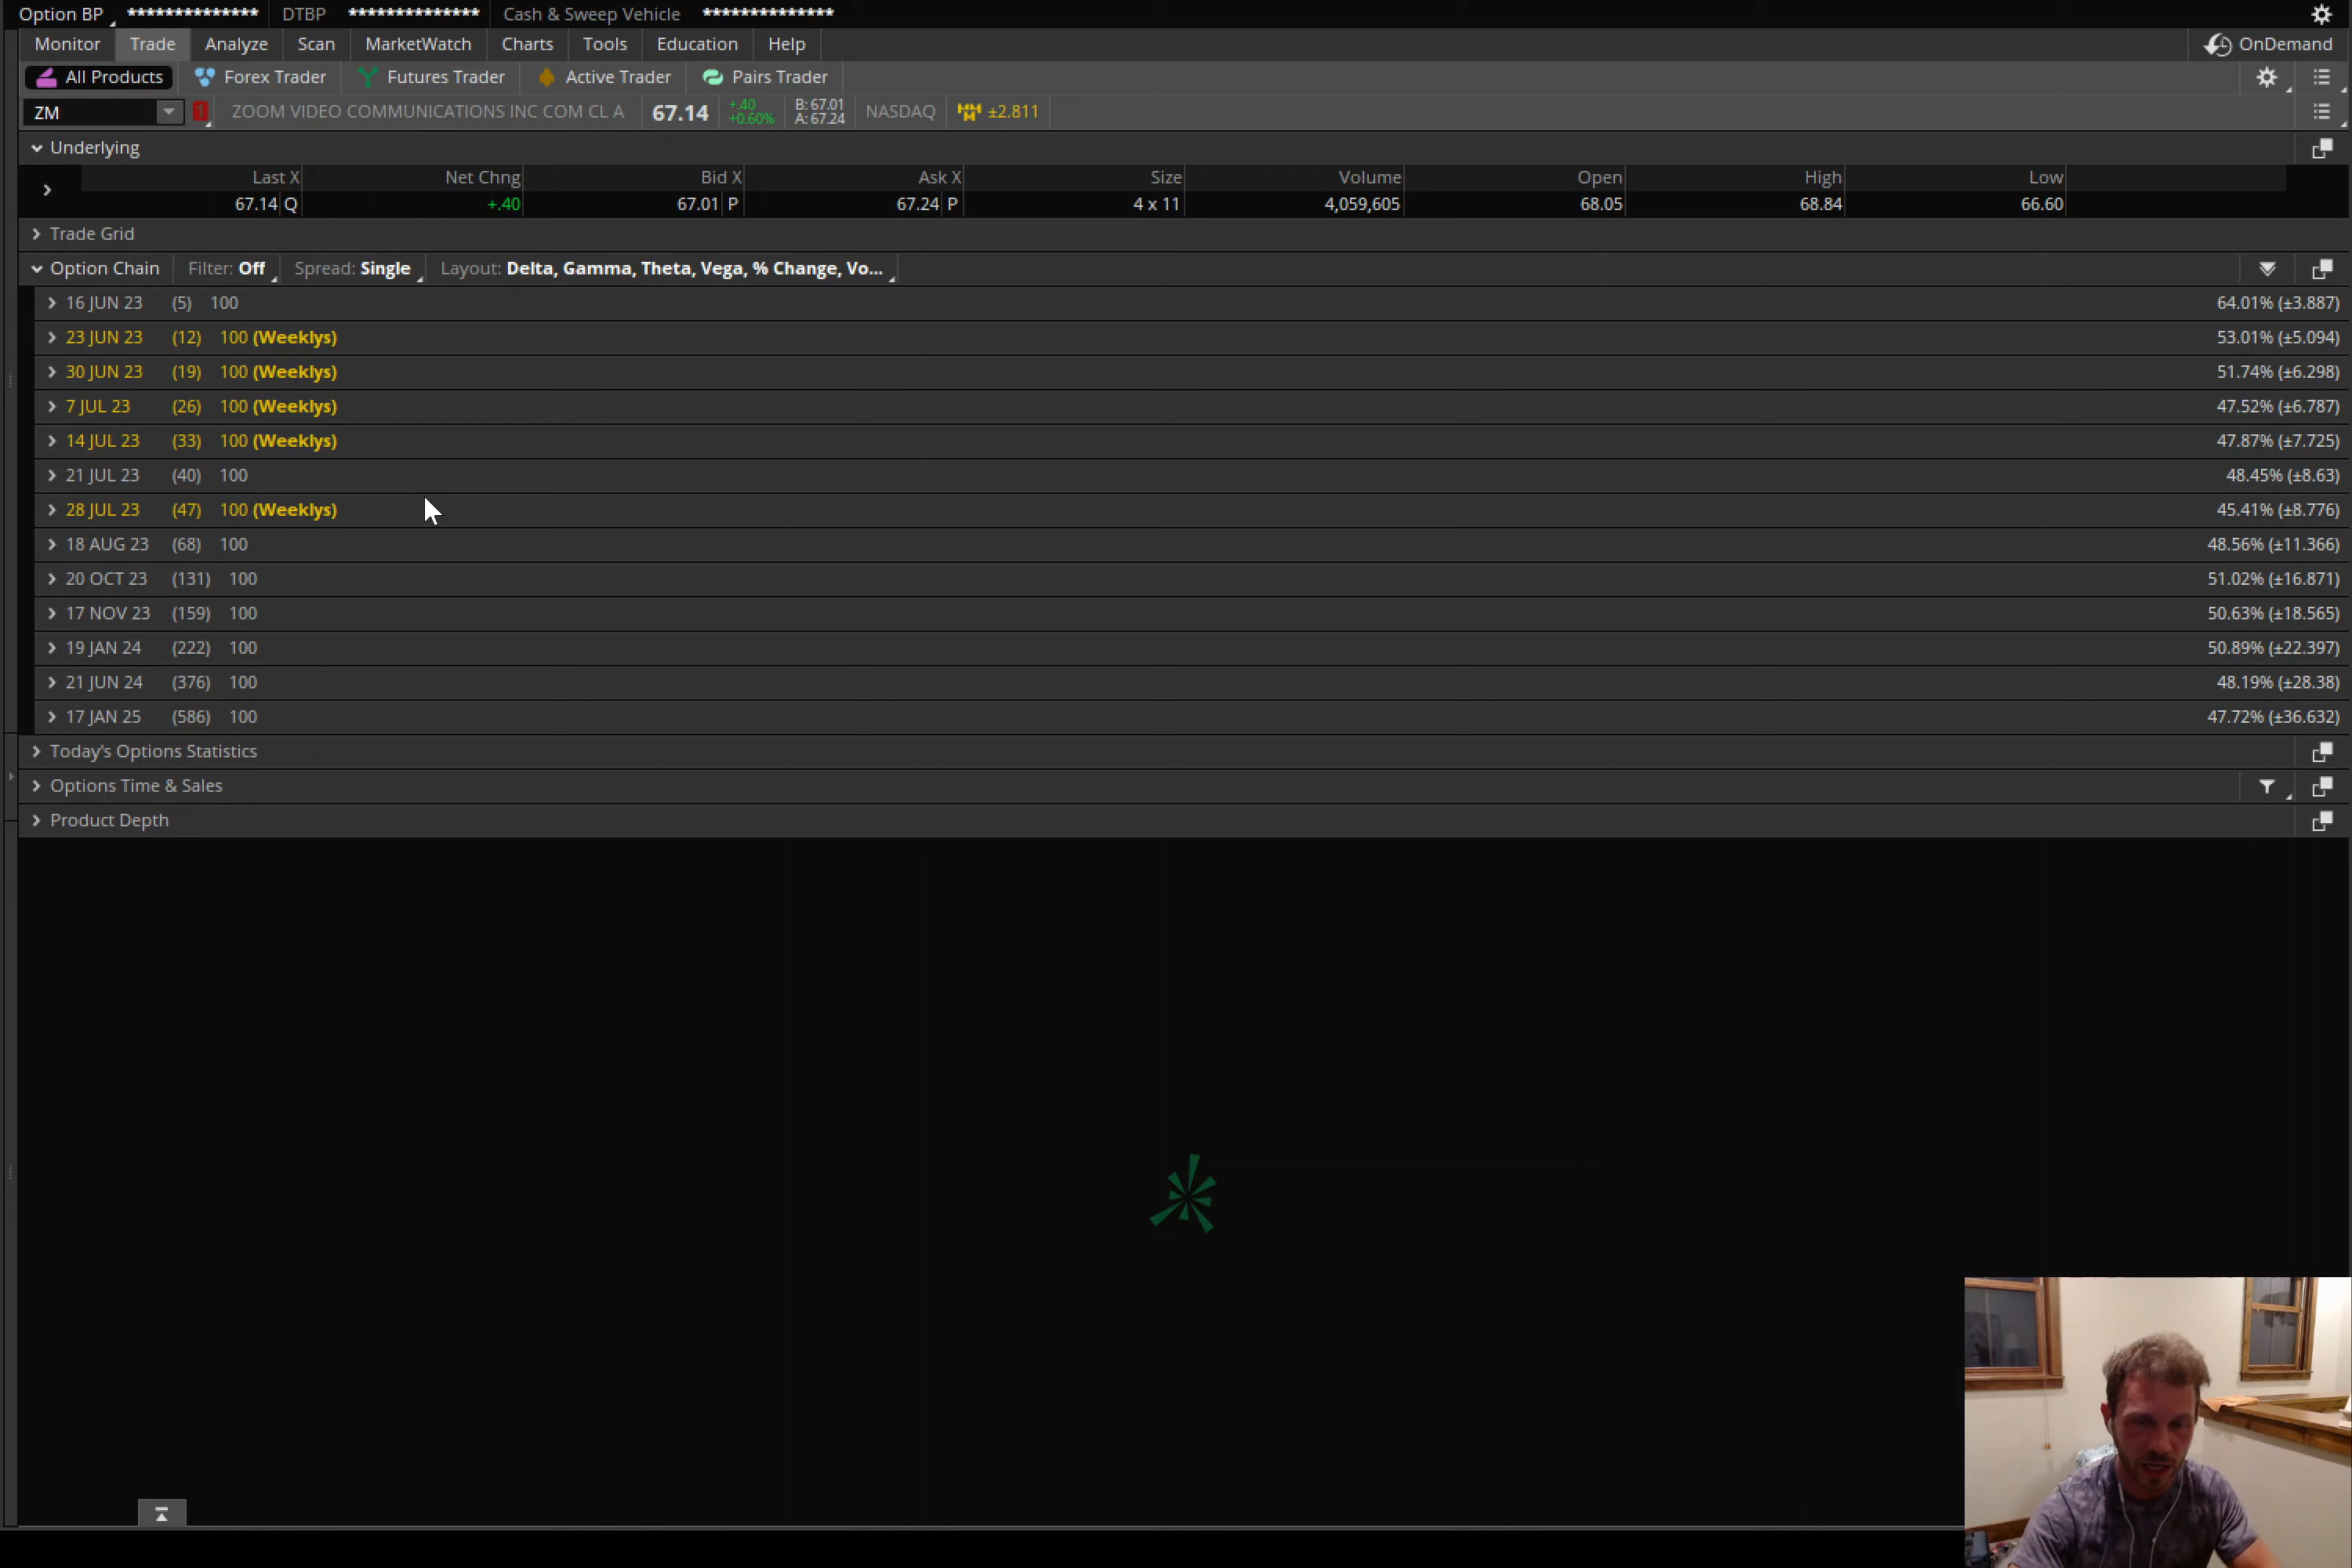 Option BP ************** DTBP ************** Cash & Sweep Vehicle **************
Monitor Trade Analyze Scan MarketWatch Charts Tools Education Help OnDemand
All Products Forex Trader Futures Trader Active Trader Pairs Trader
ZM 1 ZOOM VIDEO COMMUNICATIONS INC COM CL A 67.14 +.40 +0.60% B: 67.01 A: 67.24 NASDAQ MMM ±2.811
Underlying
Last X Net Chng Bid X Ask X Size Volume Open High Low
67.14 Q +.40 67.01 P 67.24 P 4 x 11 4,059,605 68.05 68.84 66.60
Trade Grid
Option Chain Filter: Off Spread: Single Layout: Delta, Gamma, Theta, Vega, % Change, Vo...
16 JUN 23 (5) 100 64.01% (±3.887)
23 JUN 23 (12) 100 (Weeklys) 53.01% (±5.094)
30 JUN 23 (19) 100 (Weeklys) 51.74% (±6.298)
7 JUL 23 (26) 100 (Weeklys) 47.52% (±6.787)
14 JUL 23 (33) 100 (Weeklys) 47.87% (±7.725)
21 JUL 23 (40) 100 48.45% (±8.63)
28 JUL 23 (47) 100 (Weeklys) 45.41% (±8.776)
18 AUG 23 (68) 100 48.56% (±11.366)
20 OCT 23 (131) 100 51.02% (±16.871)
17 NOV 23 (159) 100 50.63% (±18.565)
19 JAN 24 (222) 100 50.89% (±22.397)
21 JUN 24 (376) 100 48.19% (±28.38)
17 JAN 25 (586) 100 47.72% (±36.632)
Today's Options Statistics
Options Time & Sales
Product Depth